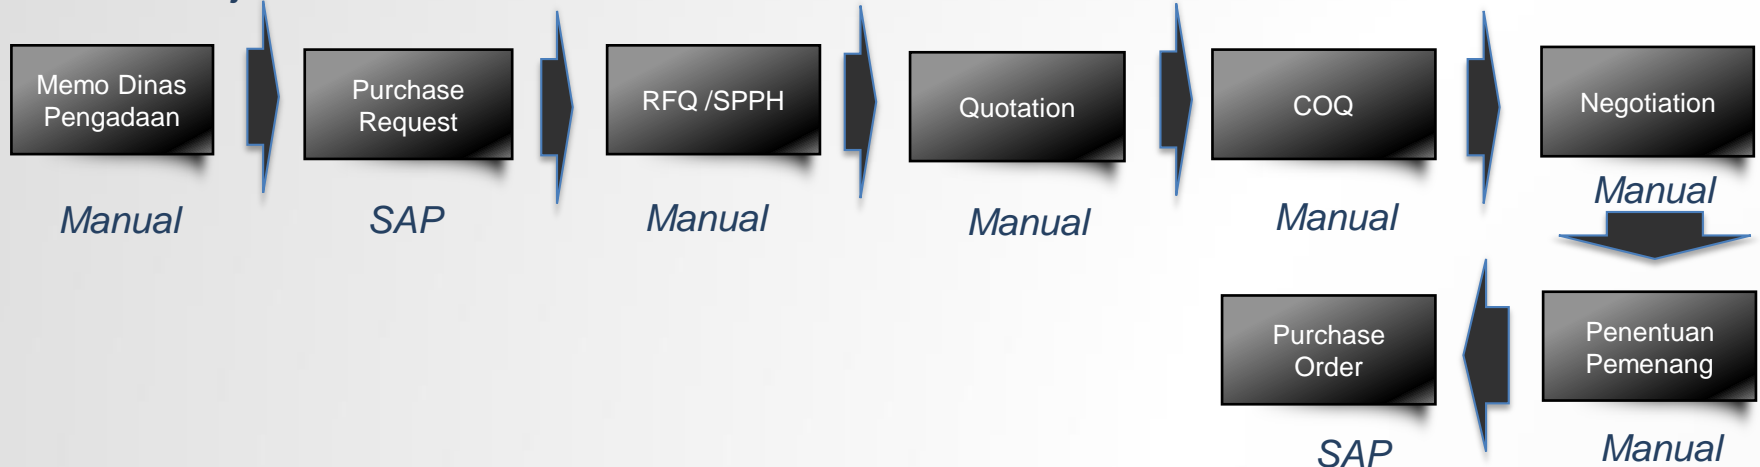 Memo Dinas
Pengadaan
Manual
Purchase
Request
SAP
RFQ /SPPH
Manual
Quotation
Manual
COQ
Manual
Negotiation
Manual
Penentuan
Pemenang
Manual
Purchase
Order
SAP